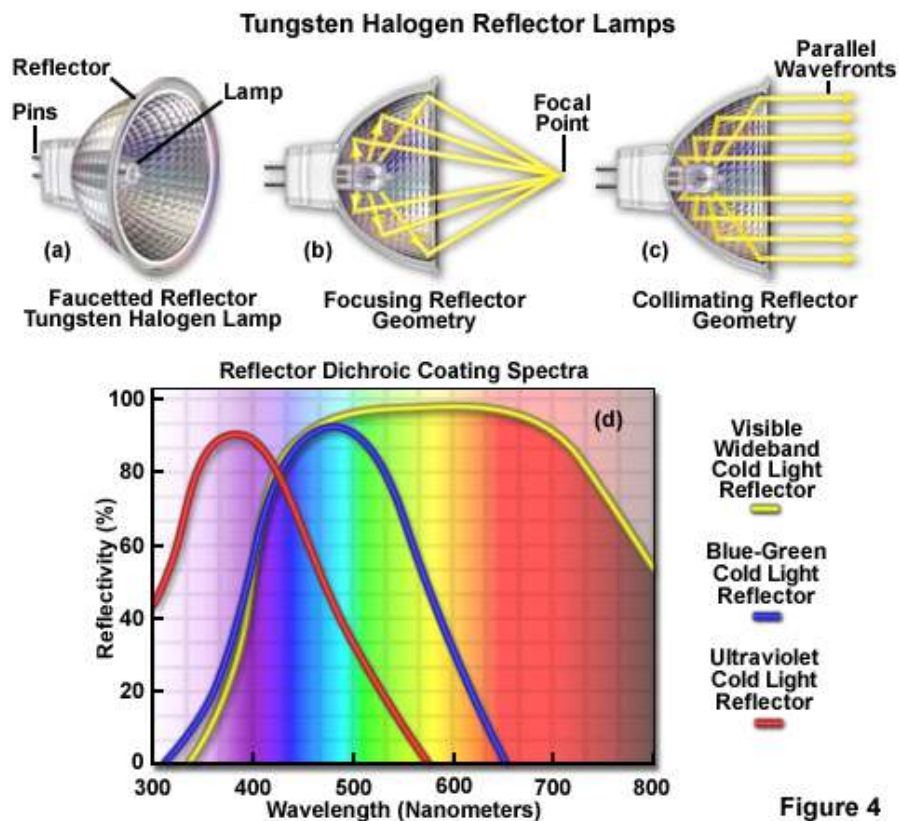 Tungsten Halogen Reflector Lamps
Reflector
Pins
Lamp
(a)
Faucetted Reflector
Tungsten Halogen Lamp
Focal
Point
(b)
Focusing Reflector
Geometry
Parallel
Wavefronts
(c)
Collimating Reflector
Geometry
Reflector Dichroic Coating Spectra
(d)
Reflectivity (%)
100
80
60
40
20
0
300 400 500 600 700 800
Wavelength (Nanometers)
Visible
Wideband
Cold Light
Reflector
Blue-Green
Cold Light
Reflector
Ultraviolet
Cold Light
Reflector
Figure 4